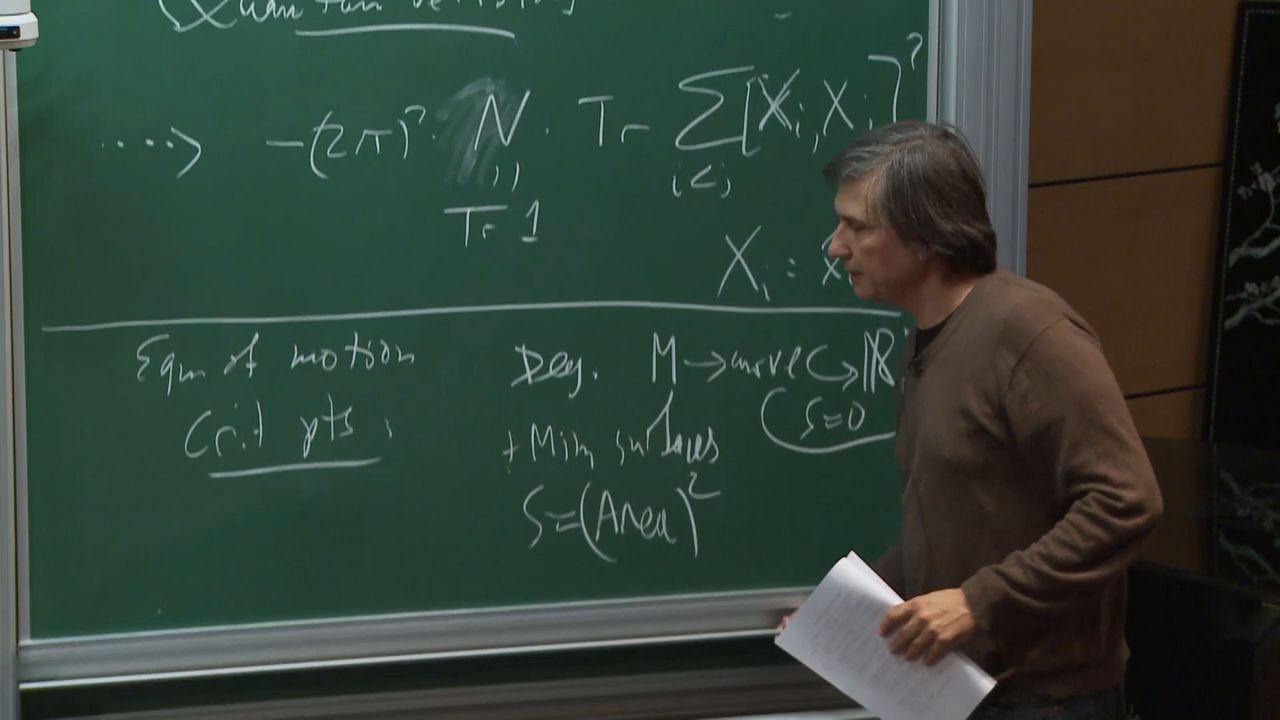 Quantum version
....> -(2π)² · N · Tr Σ [X_i, X_j]²
i<j
Tr 1
X_i = x̂
Eqn. of motion Deg. M → curve ↪ ℝ
Crit pts, + Min surfaces S=0
S=(Area)²